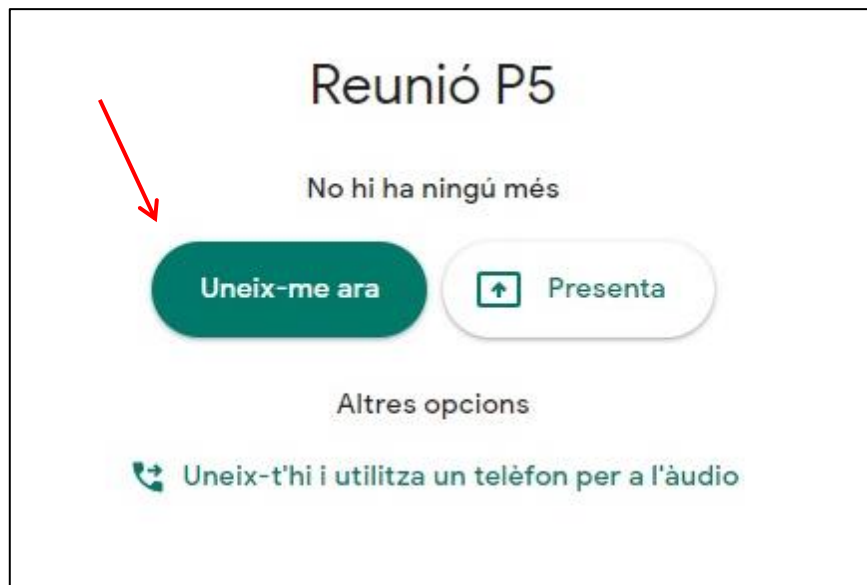 Reunió P5
No hi ha ningú més
Uneix-me ara
Presenta
Altres opcions
Uneix-t'hi i utilitza un telèfon per a l'àudio